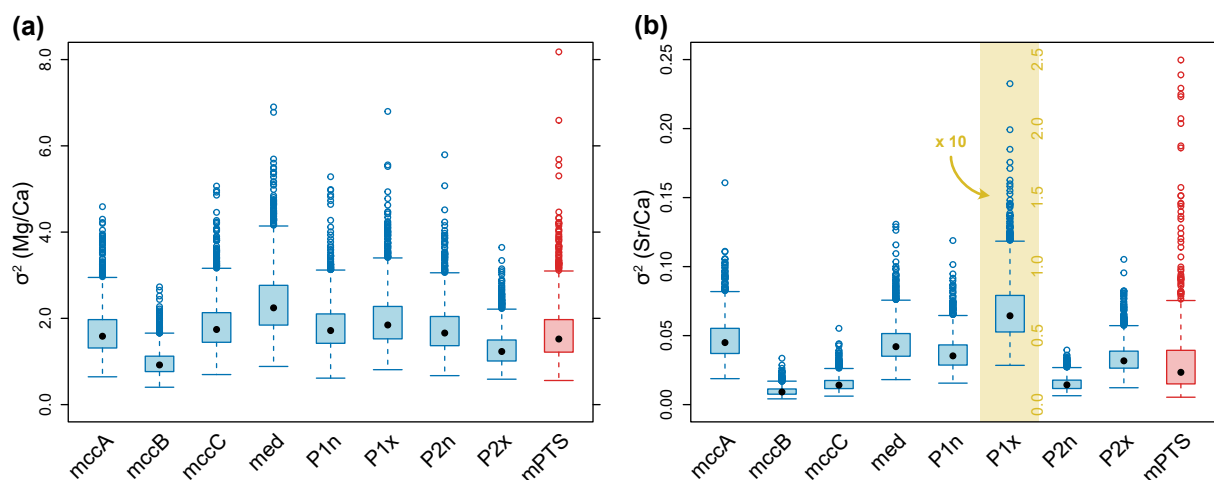 (a)
8.0
6.0
4.0
2.0
0.0
σ² (Mg/Ca)
mccA
mccB
mccC
med
P1n
P1x
P2n
P2x
mPTS
(b)
0.25
0.20
0.15
0.10
0.05
0.00
σ² (Sr/Ca)
x 10
2.5
2.0
1.5
1.0
0.5
0.0
mccA
mccB
mccC
med
P1n
P1x
P2n
P2x
mPTS